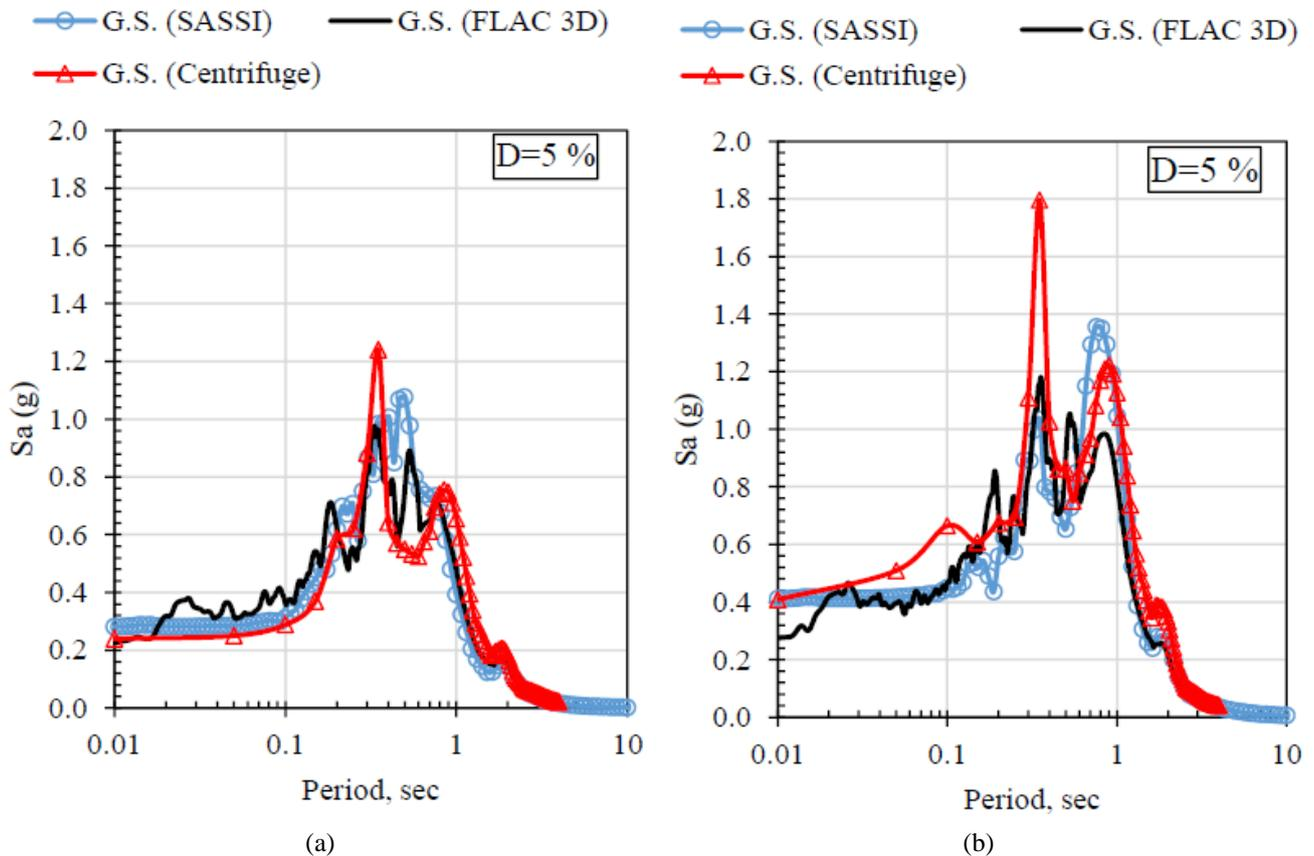 G.S. (SASSI) G.S. (FLAC 3D)
G.S. (Centrifuge)
D=5 %
2.0
1.8
1.6
1.4
1.2
1.0
0.8
0.6
0.4
0.2
0.0
Sa (g)
0.01 0.1 1 10
Period, sec
(a)
G.S. (SASSI) G.S. (FLAC 3D)
G.S. (Centrifuge)
D=5 %
2.0
1.8
1.6
1.4
1.2
1.0
0.8
0.6
0.4
0.2
0.0
Sa (g)
0.01 0.1 1 10
Period, sec
(b)